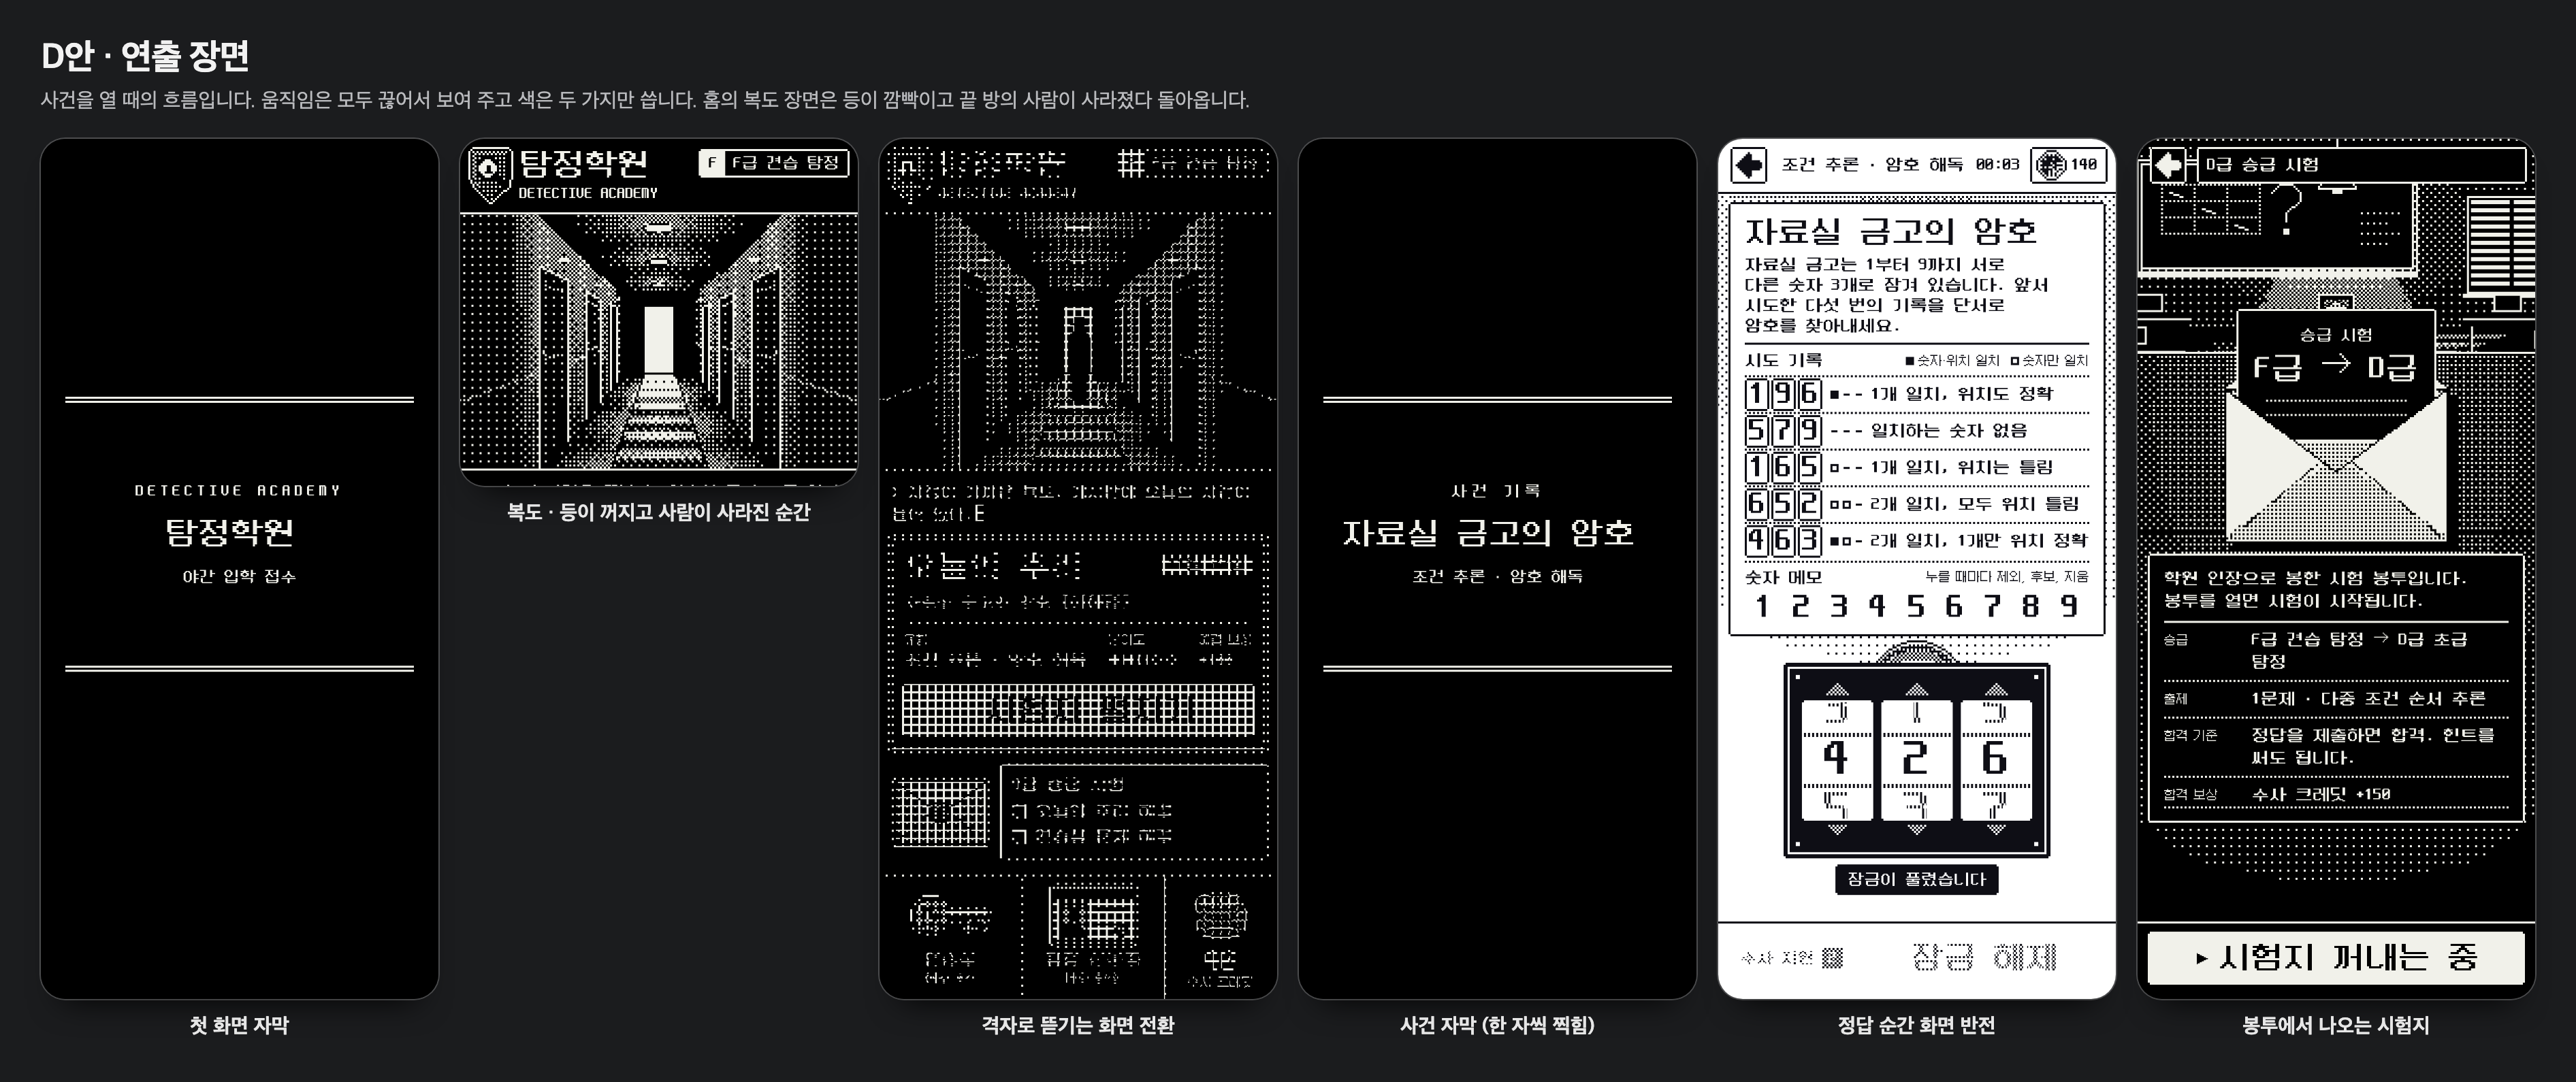 D안 · 연출 장면
사건을 열 때의 흐름입니다. 움직임은 모두 끊어서 보여 주고 색은 두 가지만 씁니다. 홈의 복도 장면은 등이 깜빡이고 끝 방의 사람이 사라졌다 돌아옵니다.
DETECTIVE ACADEMY
탐정학원
야간 입학 접수
첫 화면 자막
탐정학원
DETECTIVE ACADEMY
F F급 견습 탐정
복도 · 등이 꺼지고 사람이 사라진 순간
격자로 뜯기는 화면 전환
사건 기록
자료실 금고의 암호
조건 추론 · 암호 해독
사건 자막 (한 자씩 찍힘)
조건 추론 · 암호 해독 00:03 140
자료실 금고의 암호
자료실 금고는 1부터 9까지 서로
다른 숫자 3개로 잠겨 있습니다. 앞서
시도한 다섯 번의 기록을 단서로
암호를 찾아내세요.
시도 기록 ■ 숫자·위치 일치 □ 숫자만 일치
1 9 6 ■-- 1개 일치, 위치도 정확
5 7 9 --- 일치하는 숫자 없음
1 6 5 □-- 1개 일치, 위치는 틀림
6 5 2 □□- 2개 일치, 모두 위치 틀림
4 6 3 ■□- 2개 일치, 1개만 위치 정확
숫자 메모 누를 때마다 제외, 후보, 지움
1 2 3 4 5 6 7 8 9
4 2 6
잠금이 풀렸습니다
수사 지원 잠금 해제
정답 순간 화면 반전
D급 승급 시험
?
승급 시험
F급 → D급
학원 인장으로 봉한 시험 봉투입니다.
봉투를 열면 시험이 시작됩니다.
승급 F급 견습 탐정 → D급 초급
탐정
출제 1문제 · 다중 조건 순서 추론
합격 기준 정답을 제출하면 합격. 힌트를
써도 됩니다.
합격 보상 수사 크레딧 +150
▶ 시험지 꺼내는 중
봉투에서 나오는 시험지